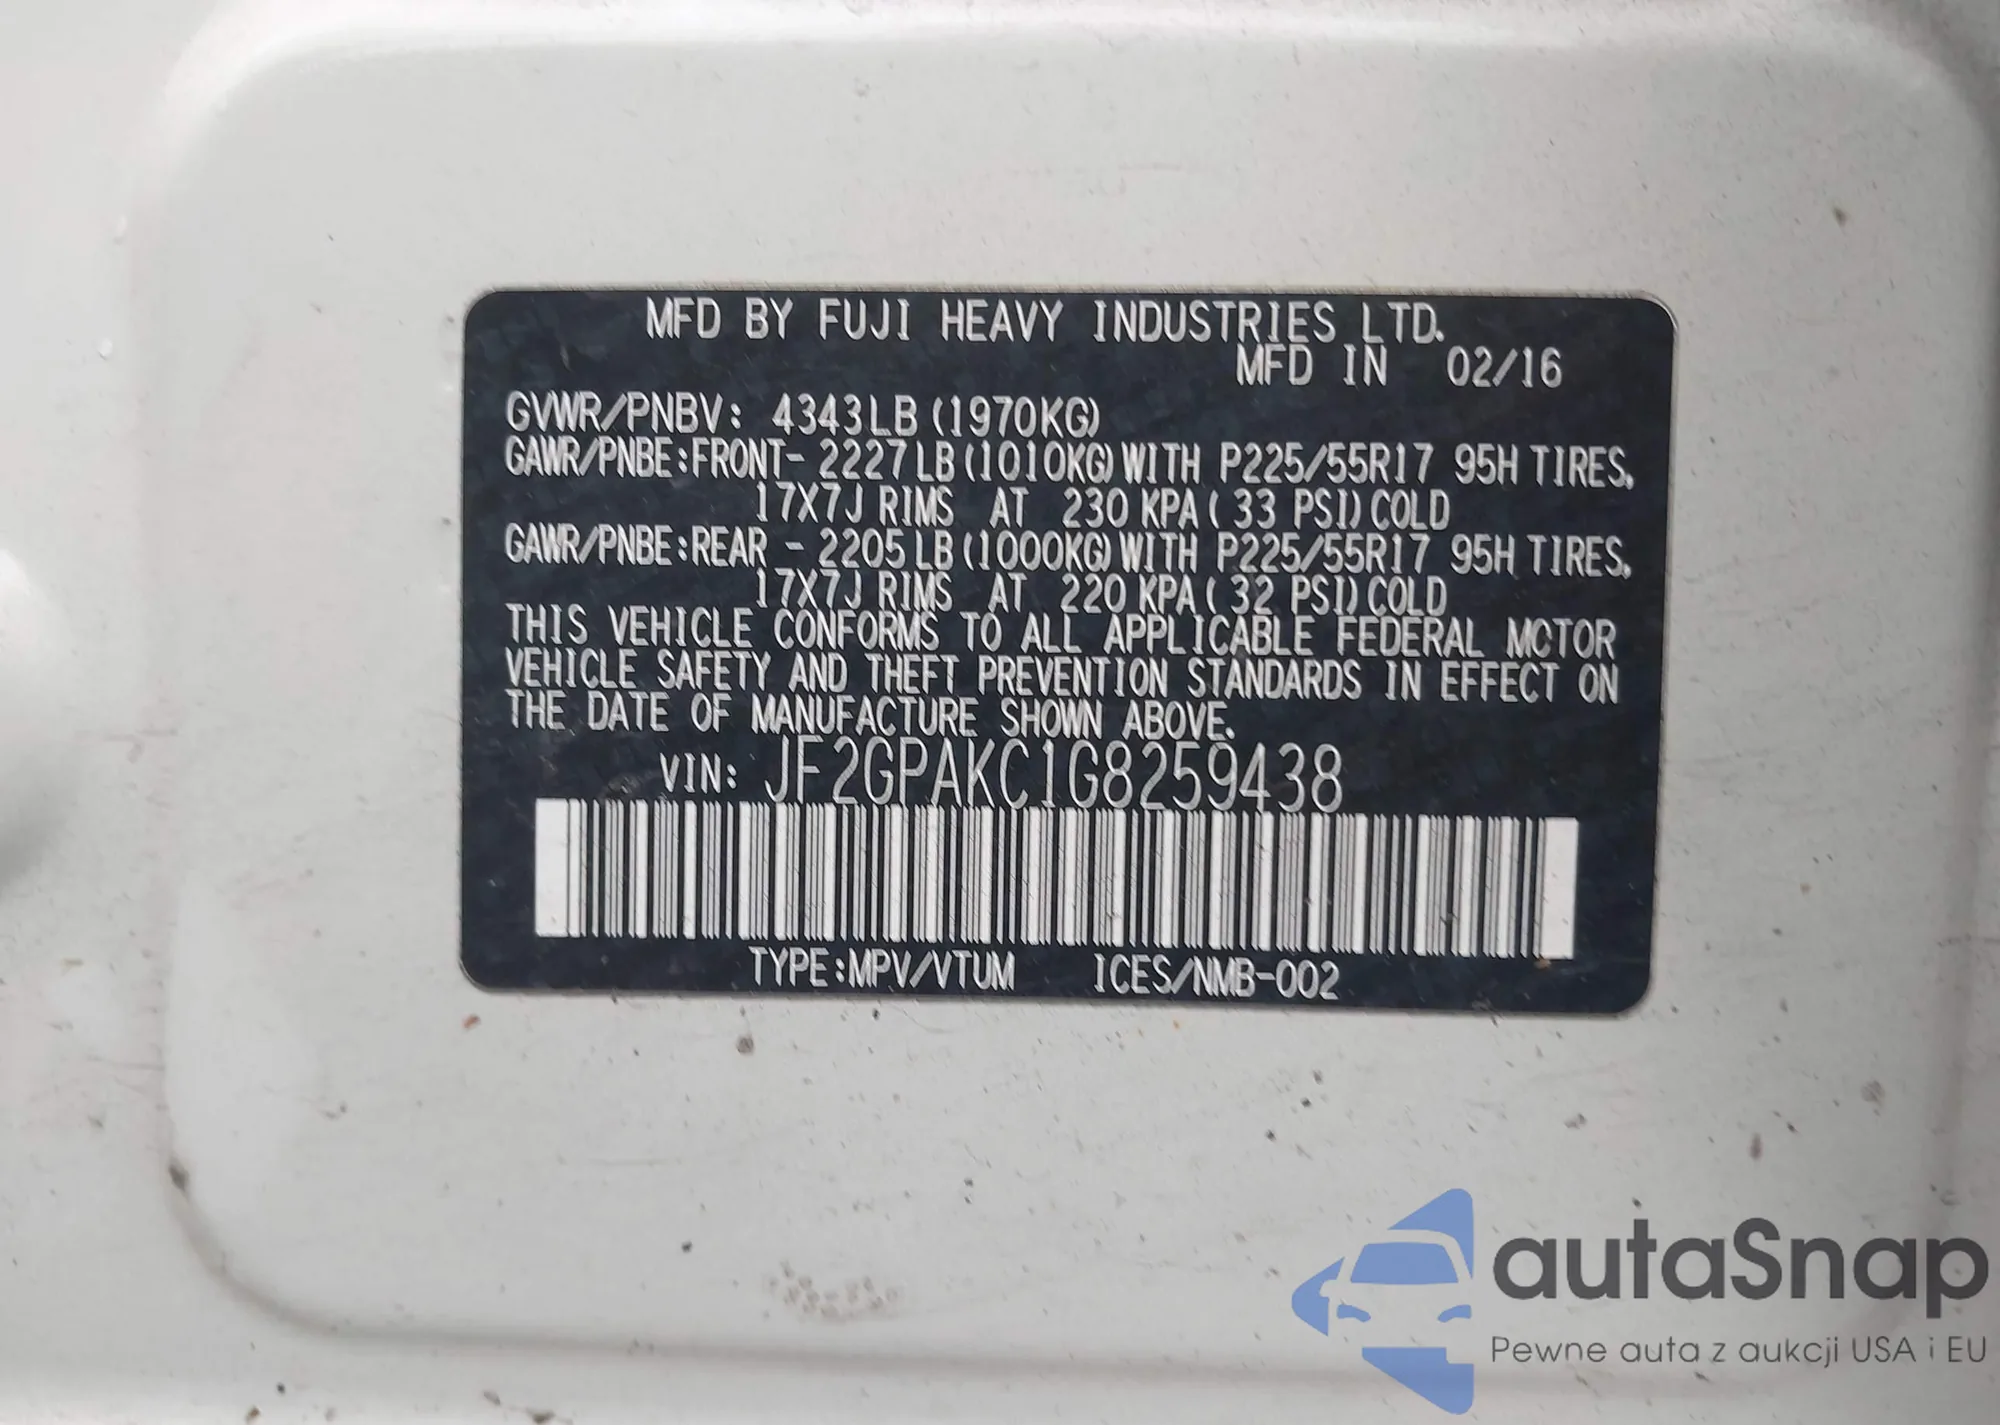 MFD BY FUJI HEAVY INDUSTRIES LTD.
MFD IN 02/16
GVWR/PNBV: 4343LB (1970KG)
GAWR/PNBE:FRONT- 2227LB (1010KG) WITH P225/55R17 95H TIRES,
17X7J RIMS AT 230 KPA ( 33 PSI) COLD
GAWR/PNBE:REAR - 2205LB (1000KG) WITH P225/55R17 95H TIRES,
17X7J RIMS AT 220 KPA ( 32 PSI) COLD
THIS VEHICLE CONFORMS TO ALL APPLICABLE FEDERAL MOTOR
VEHICLE SAFETY AND THEFT PREVENTION STANDARDS IN EFFECT ON
THE DATE OF MANUFACTURE SHOWN ABOVE.
VIN: JF2GPAKC1G8259438
TYPE:MPV/VTUM ICES/NMB-002
autaSnap
Pewne auta z aukcji USA i EU